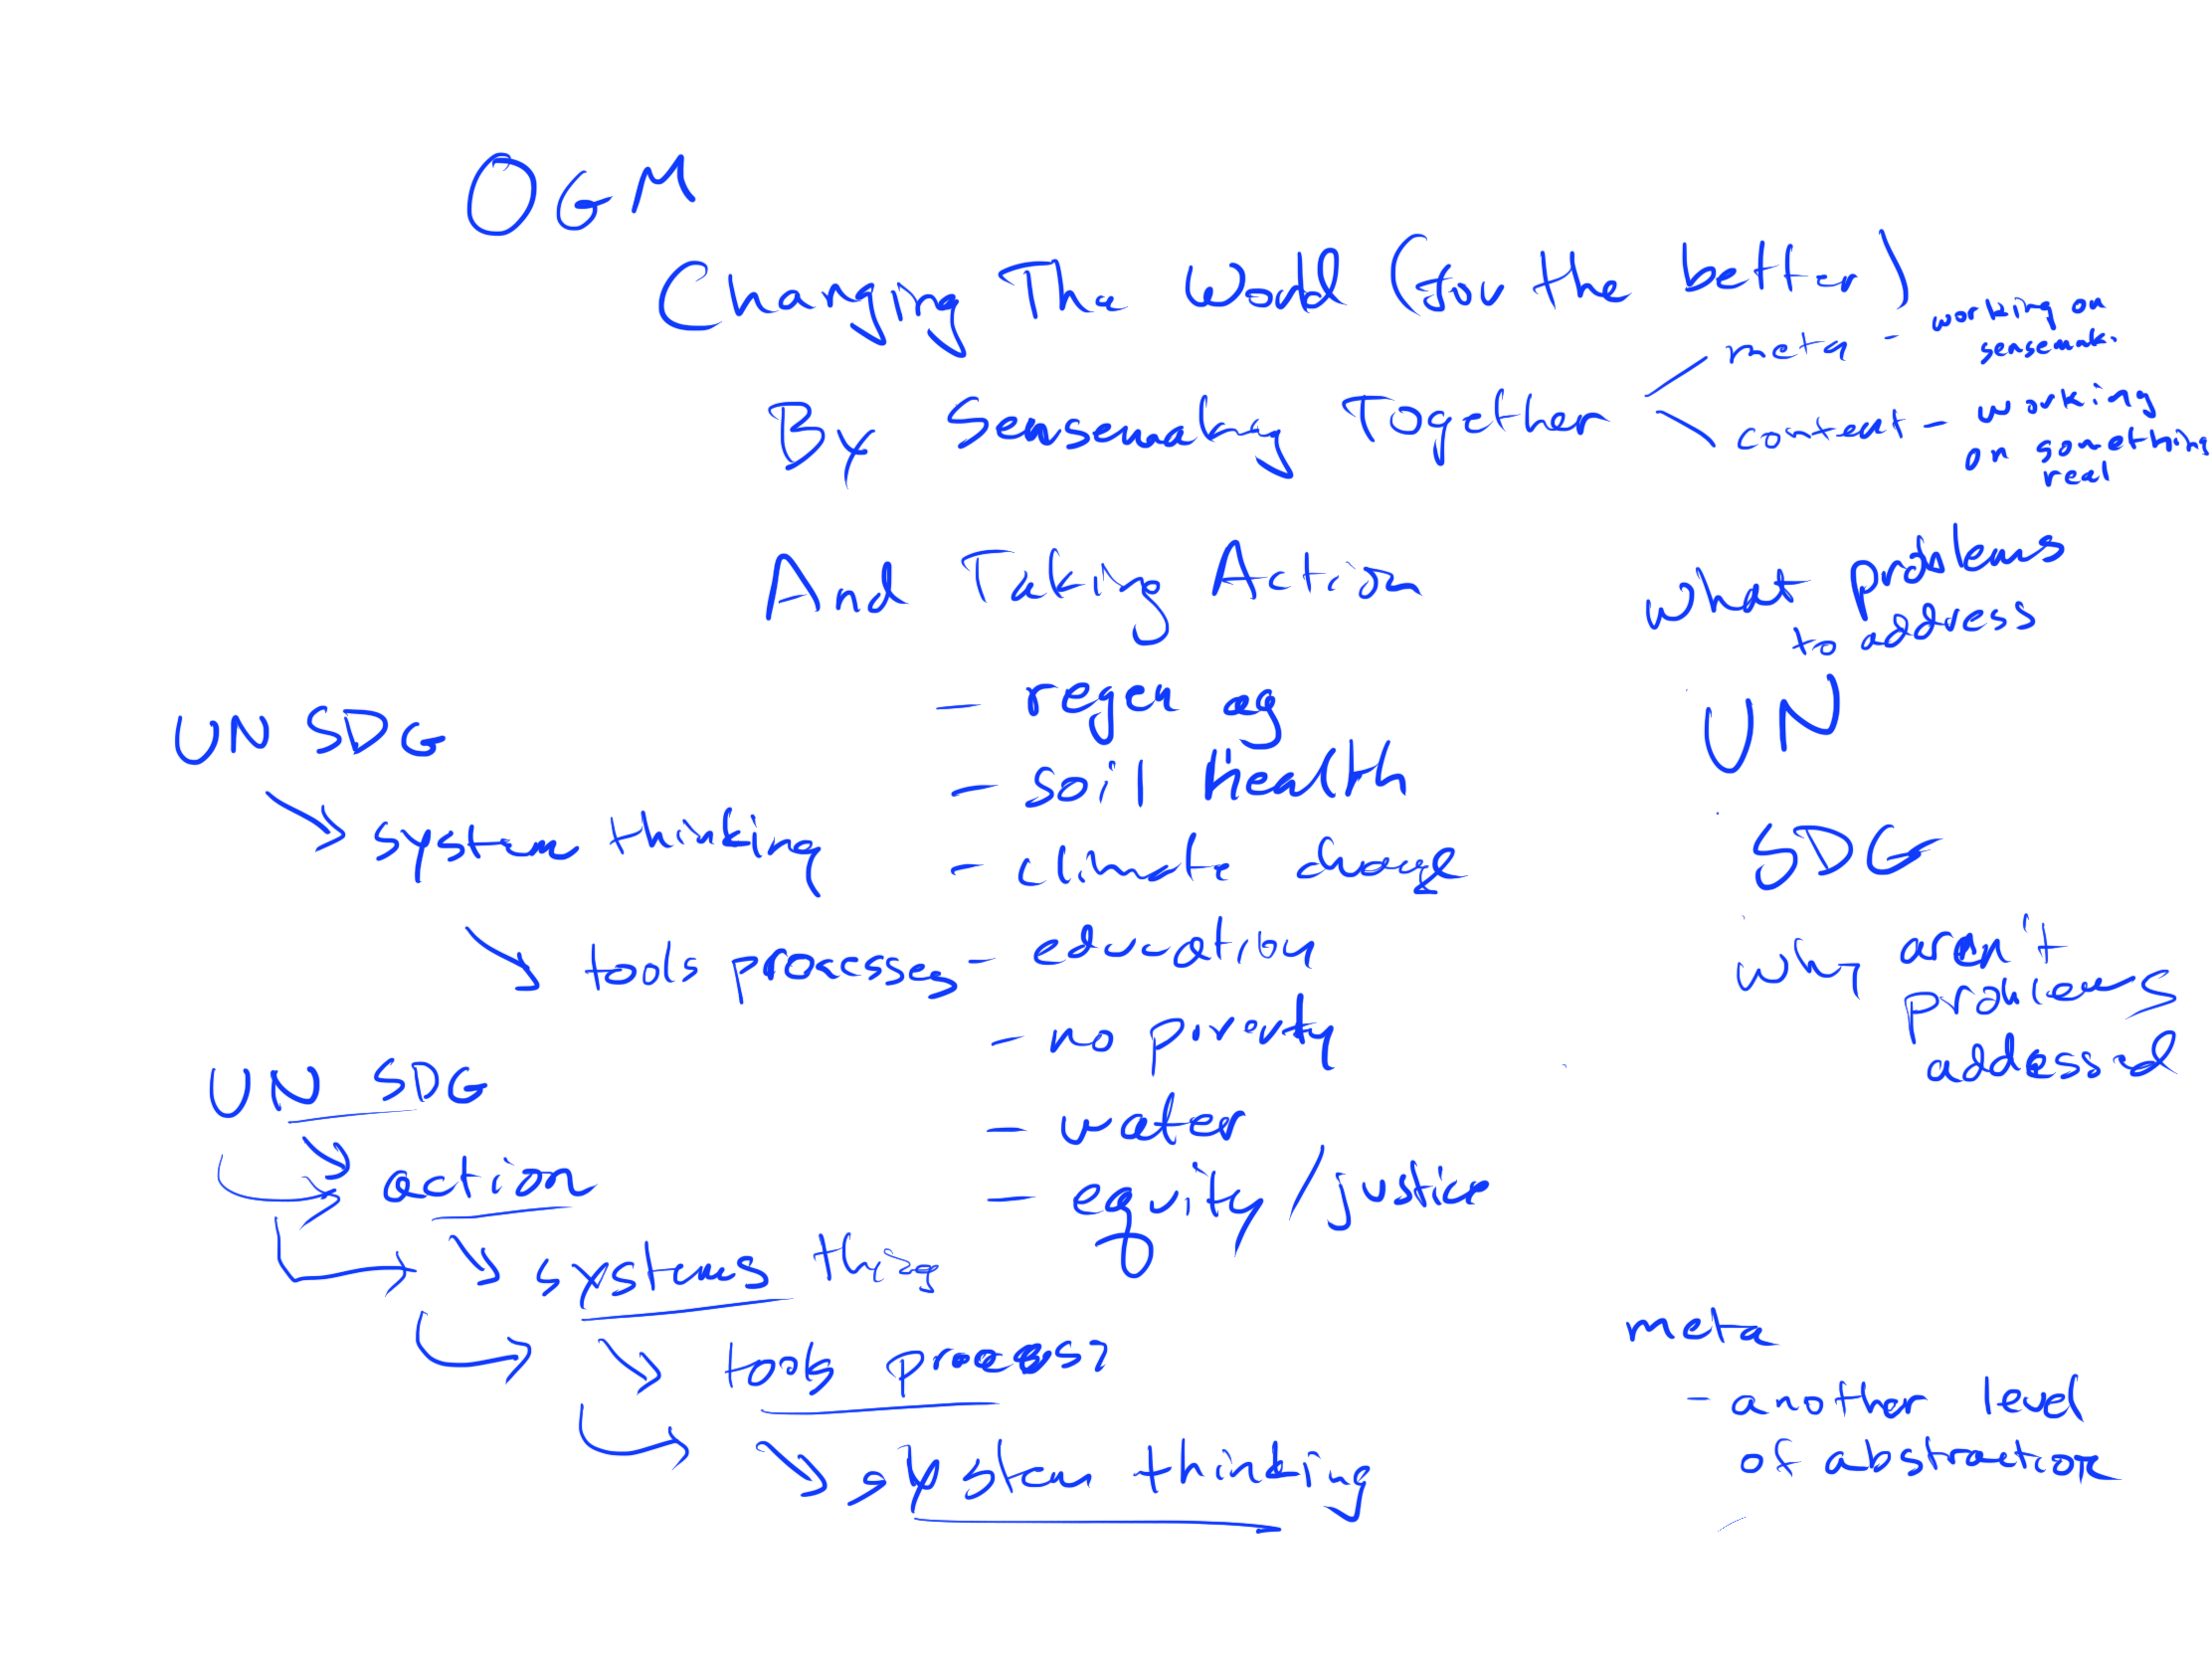 OGM
Changing The World (for the better)
By Sensemaking Together
meta - working on
sensemak.
content - working
on something
real
And Taking Action
- regen ag
- soil health
- climate change
- education
- no poverty
- water
- equity/justice
what problems
to address
UN
SDG
why aren't
problems
addressed
UN SDG
system thinking
tools processes
UN SDG
action
systems thing
tools process?
system thinking
meta
- another level
of abstraction